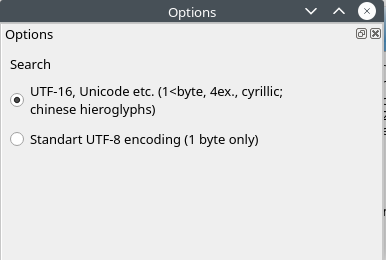 Options
Options
Search
UTF-16, Unicode etc. (1<byte, 4ex., cyrillic;
chinese hieroglyphs)
Standart UTF-8 encoding (1 byte only)